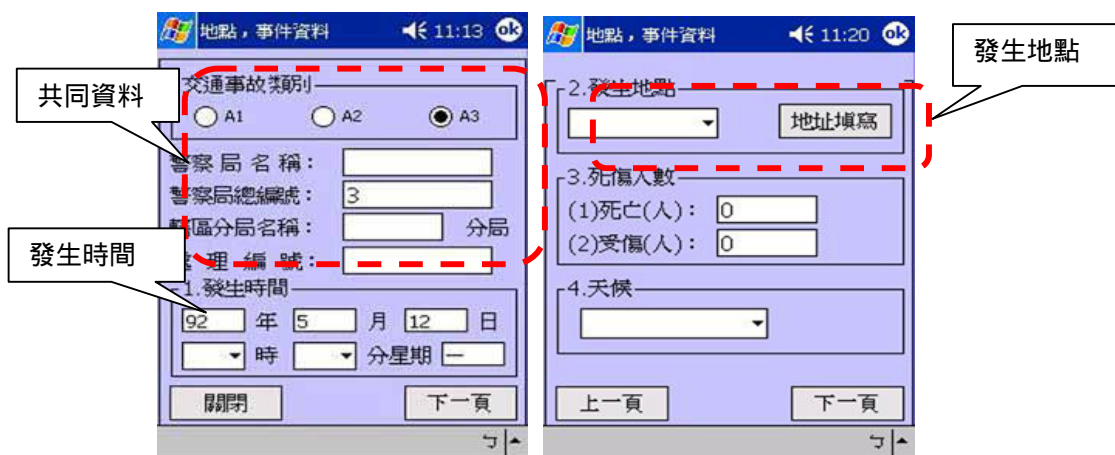 地點，事件資料 11:13 ok
共同資料
交通事故類別
A1 A2 A3
警察局名稱：
警察局總編號： 3
轄區分局名稱： 分局
處理編號：
發生時間
1.發生時間
92 年 5 月 12 日
時 分星期 一
關閉 下一頁
ㄅ
地點，事件資料 11:20 ok
發生地點
2.發生地點
地址填寫
3.死傷人數
(1)死亡(人)： 0
(2)受傷(人)： 0
4.天候
上一頁 下一頁
ㄅ